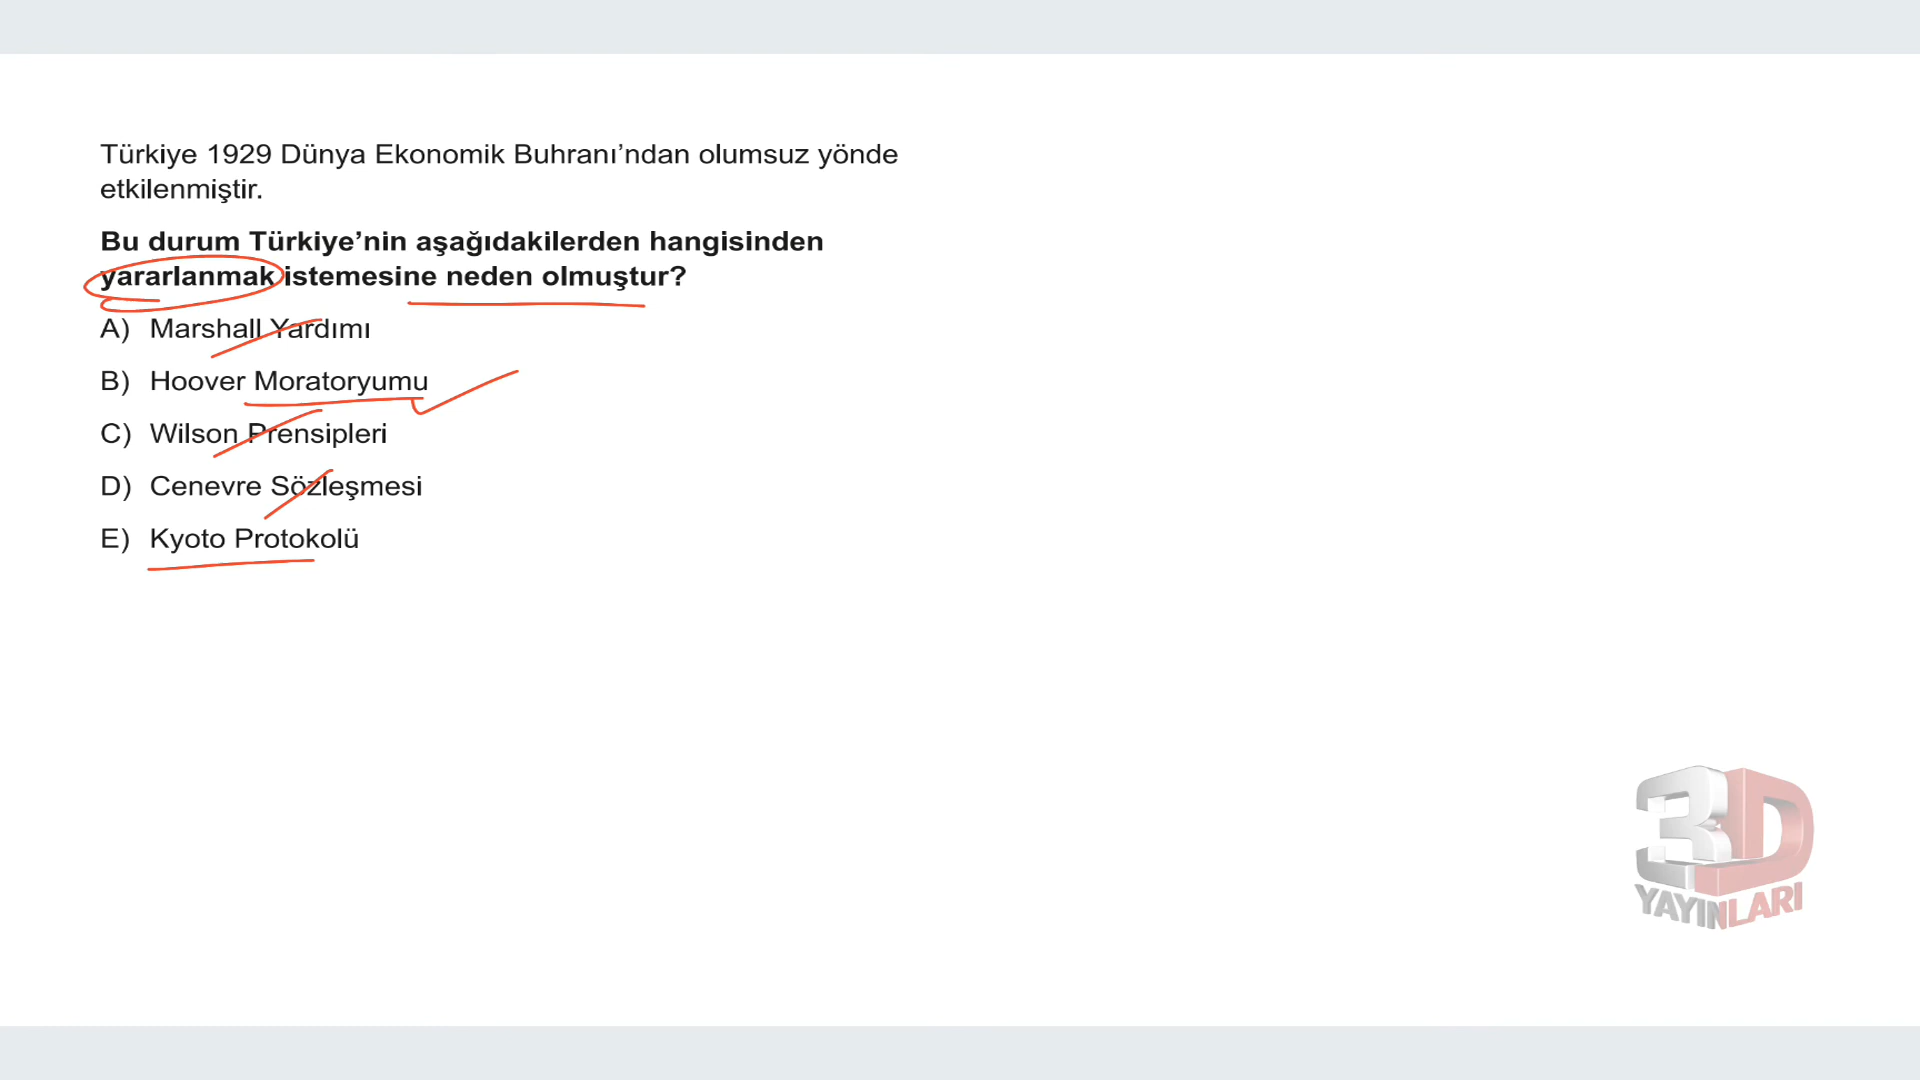 Türkiye 1929 Dünya Ekonomik Buhranı’ndan olumsuz yönde
etkilenmiştir.
Bu durum Türkiye’nin aşağıdakilerden hangisinden
yararlanmak istemesine neden olmuştur?
A) Marshall Yardımı
B) Hoover Moratoryumu
C) Wilson Prensipleri
D) Cenevre Sözleşmesi
E) Kyoto Protokolü
3D
YAYINLARI